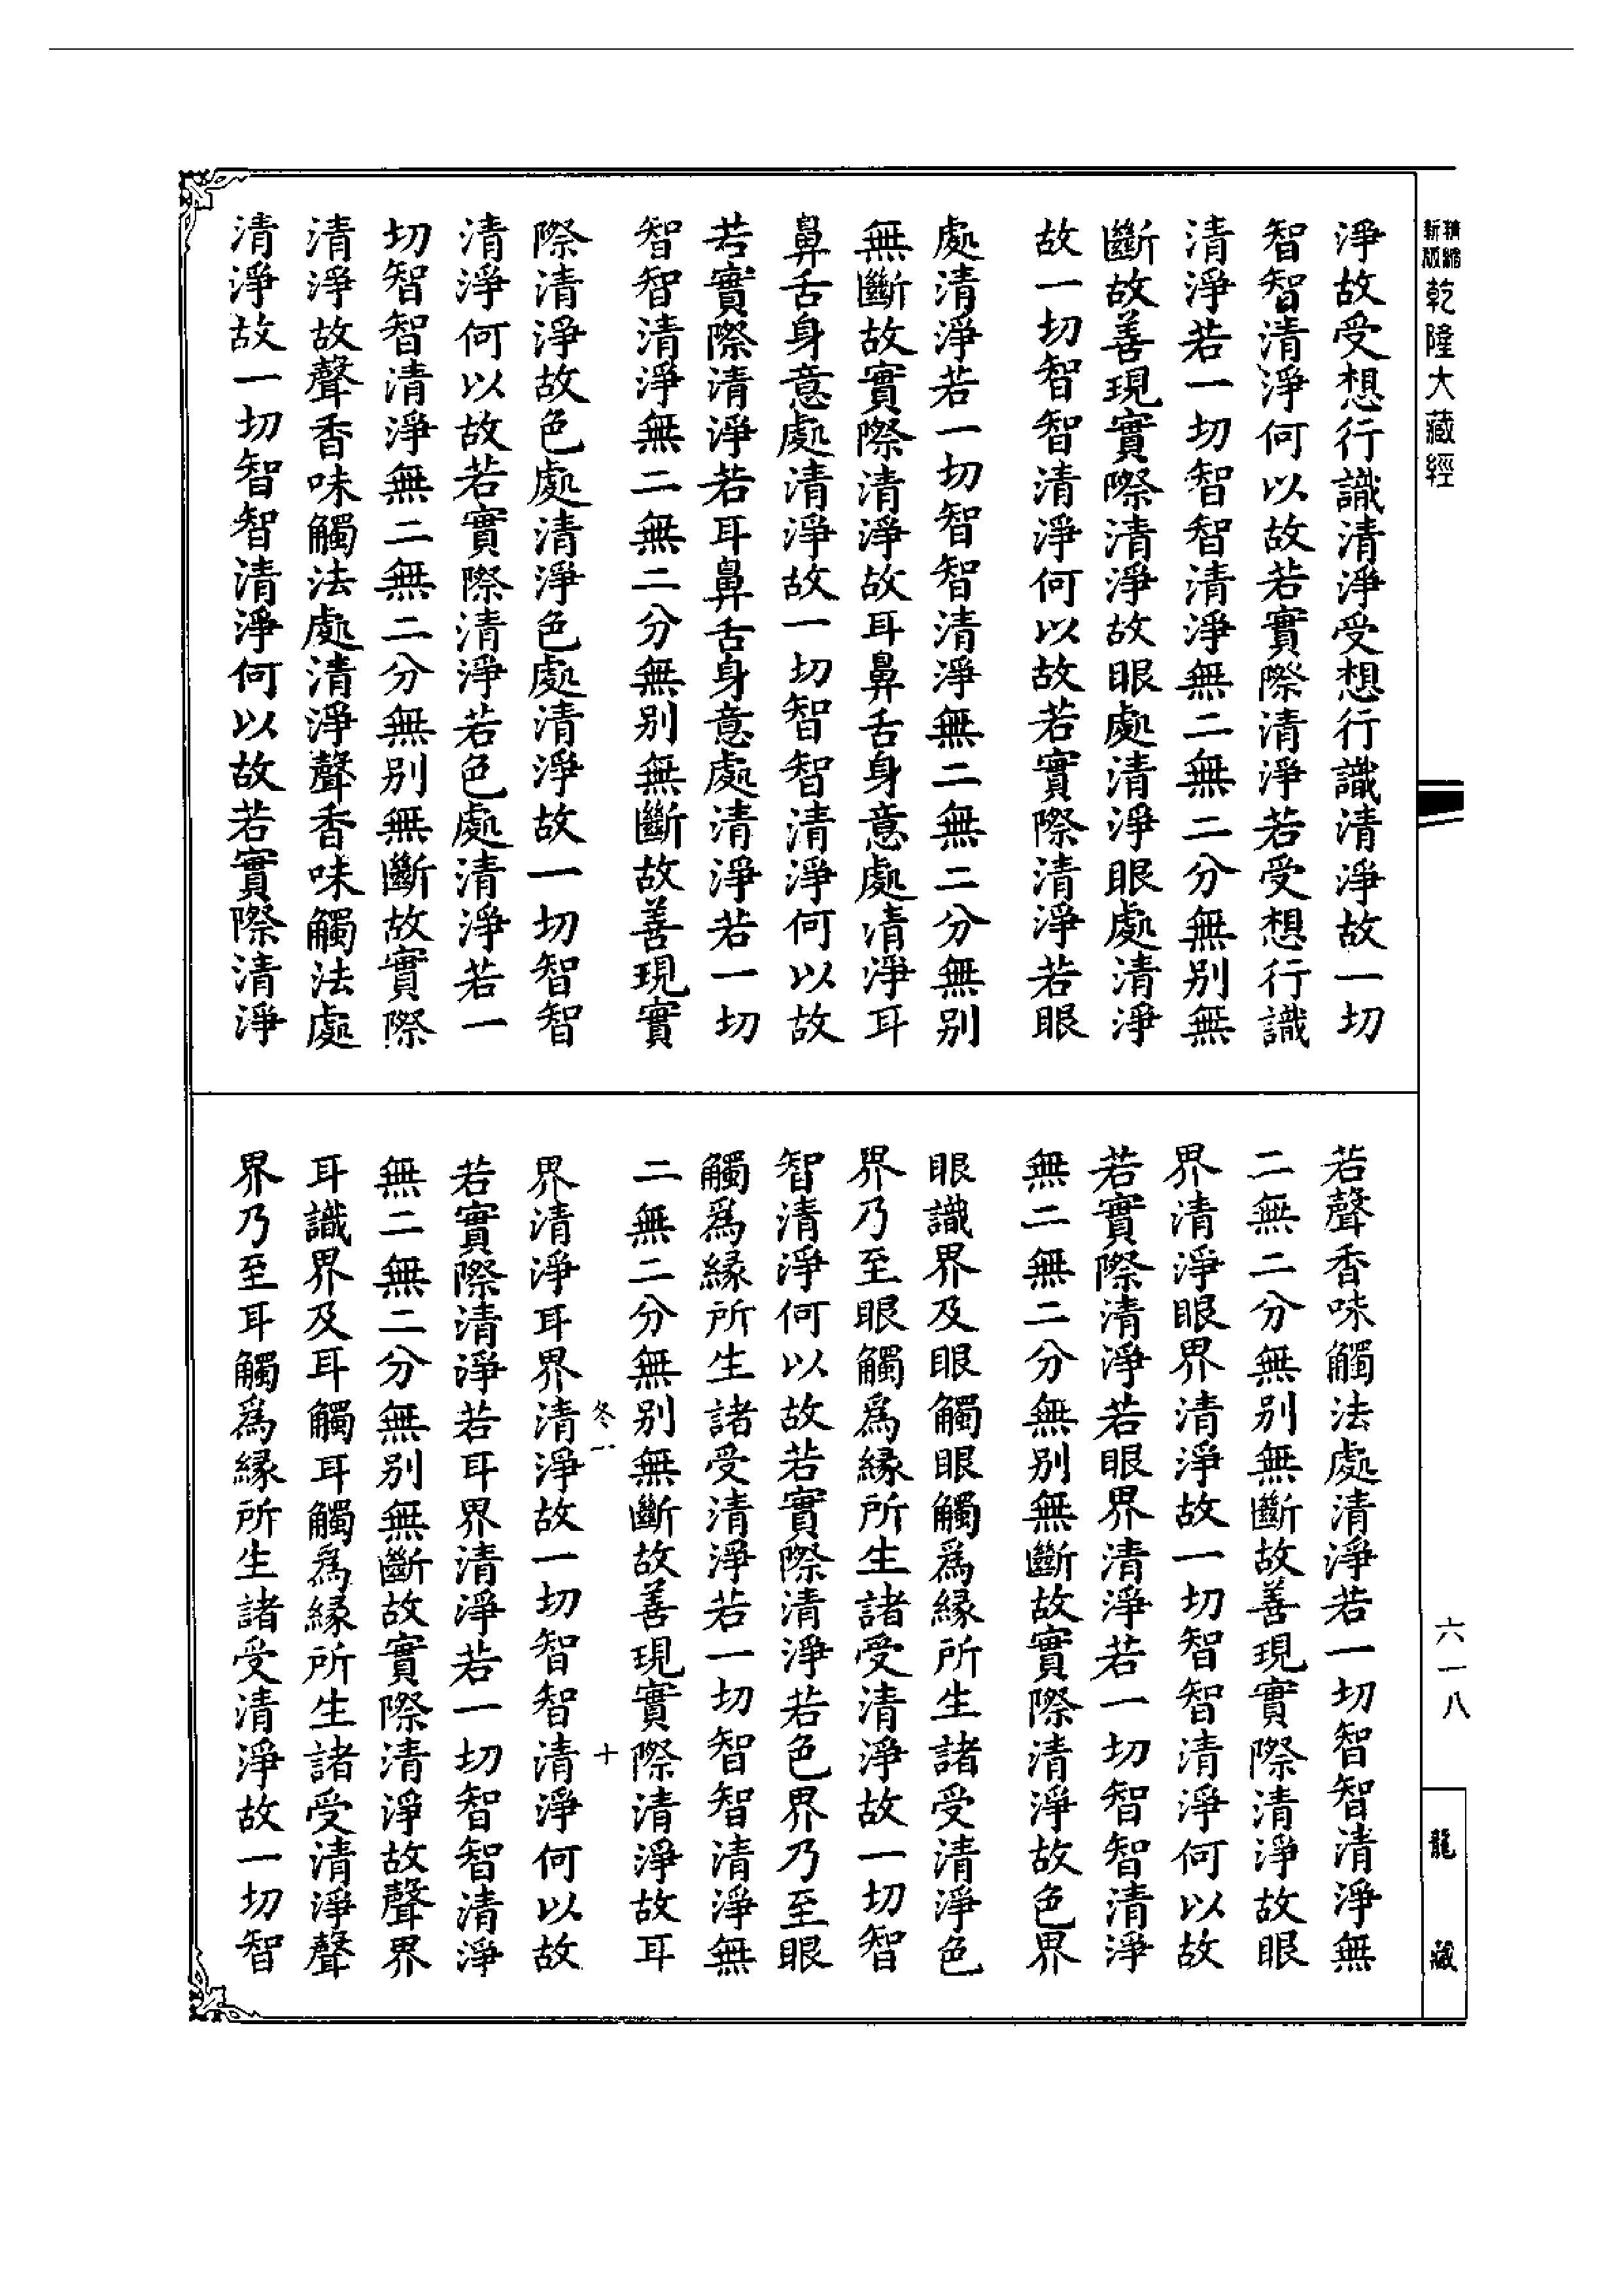 精縮新版乾隆大藏經
淨故受想行識清淨受想行識清淨故一切
智智清淨何以故若實際清淨若受想行識
清淨若一切智智清淨無二無二分無别無
斷故善現實際清淨故眼處清淨眼處清淨
故一切智智清淨何以故若實際清淨若眼
處清淨若一切智智清淨無二無二分無别
無斷故實際清淨故耳鼻舌身意處清淨耳
鼻舌身意處清淨故一切智智清淨何以故
若實際清淨若耳鼻舌身意處清淨若一切
智智清淨無二無二分無别無斷故善現實
際清淨故色處清淨色處清淨故一切智智
清淨何以故若實際清淨若色處清淨若一
切智智清淨無二無二分無别無斷故實際
清淨故聲香味觸法處清淨聲香味觸法處
清淨故一切智智清淨何以故若實際清淨
若聲香味觸法處清淨若一切智智清淨無
二無二分無别無斷故善現實際清淨故眼
界清淨眼界清淨故一切智智清淨何以故
若實際清淨若眼界清淨若一切智智清淨
無二無二分無别無斷故實際清淨故色界
眼識界及眼觸眼觸爲緣所生諸受清淨色
界乃至眼觸爲緣所生諸受清淨故一切智
智清淨何以故若實際清淨若色界乃至眼
觸爲緣所生諸受清淨若一切智智清淨無
二無二分無别無斷故善現實際清淨故耳
冬一 十
界清淨耳界清淨故一切智智清淨何以故
若實際清淨若耳界清淨若一切智智清淨
無二無二分無别無斷故實際清淨故聲界
耳識界及耳觸耳觸爲緣所生諸受清淨聲
界乃至耳觸爲緣所生諸受清淨故一切智
六一八
龍藏